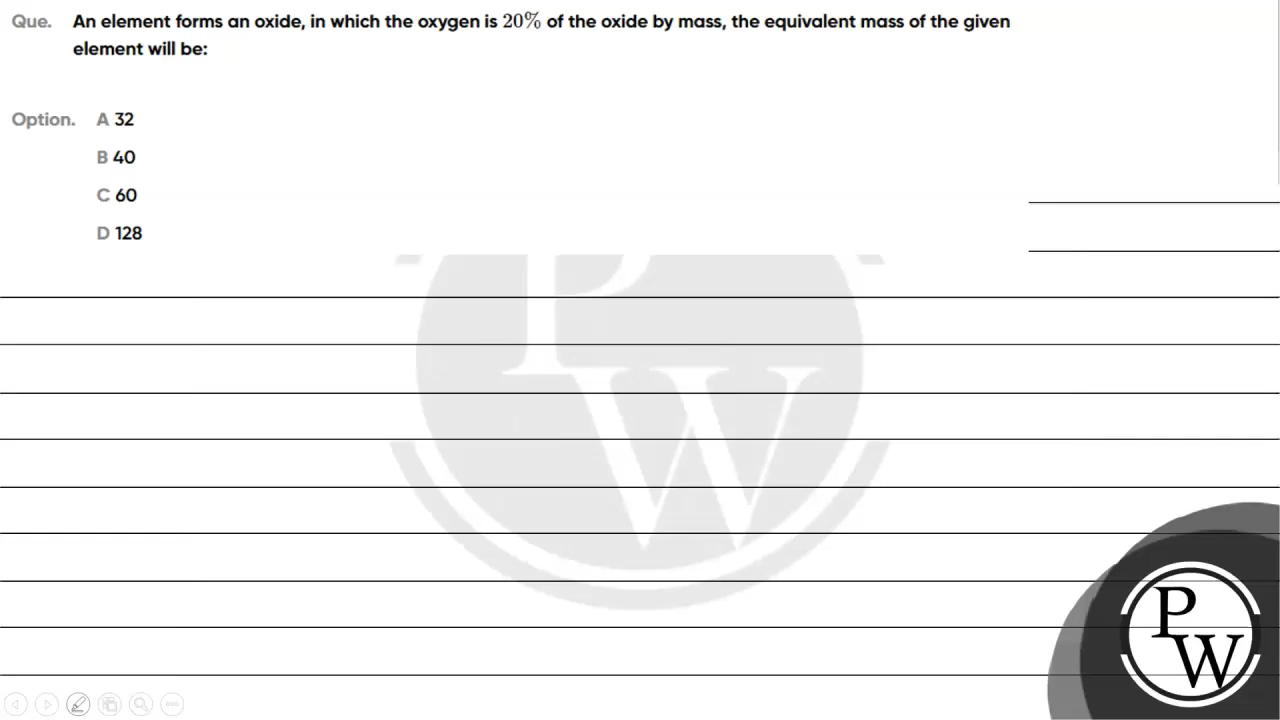 Que. An element forms an oxide, in which the oxygen is 20% of the oxide by mass, the equivalent mass of the given
element will be:
Option. A 32
B 40
C 60
D 128
P
W
P
W